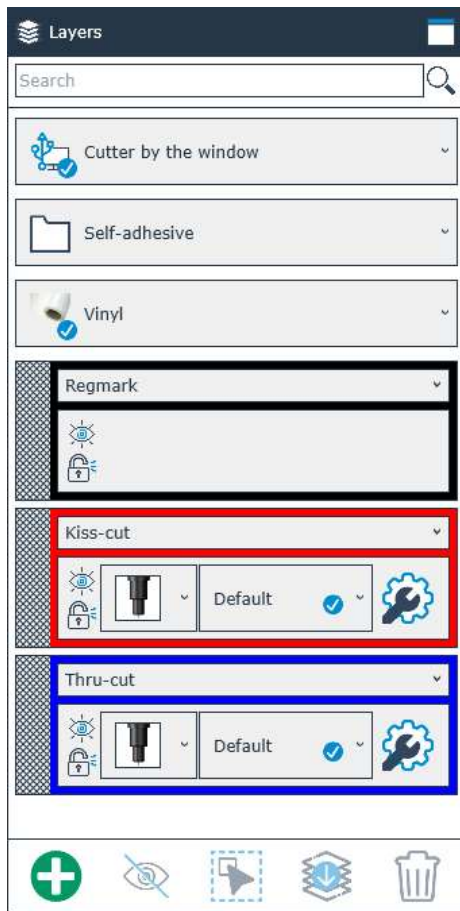 Layers
Search
Cutter by the window
Self-adhesive
Vinyl
Regmark
Kiss-cut
Default
Thru-cut
Default